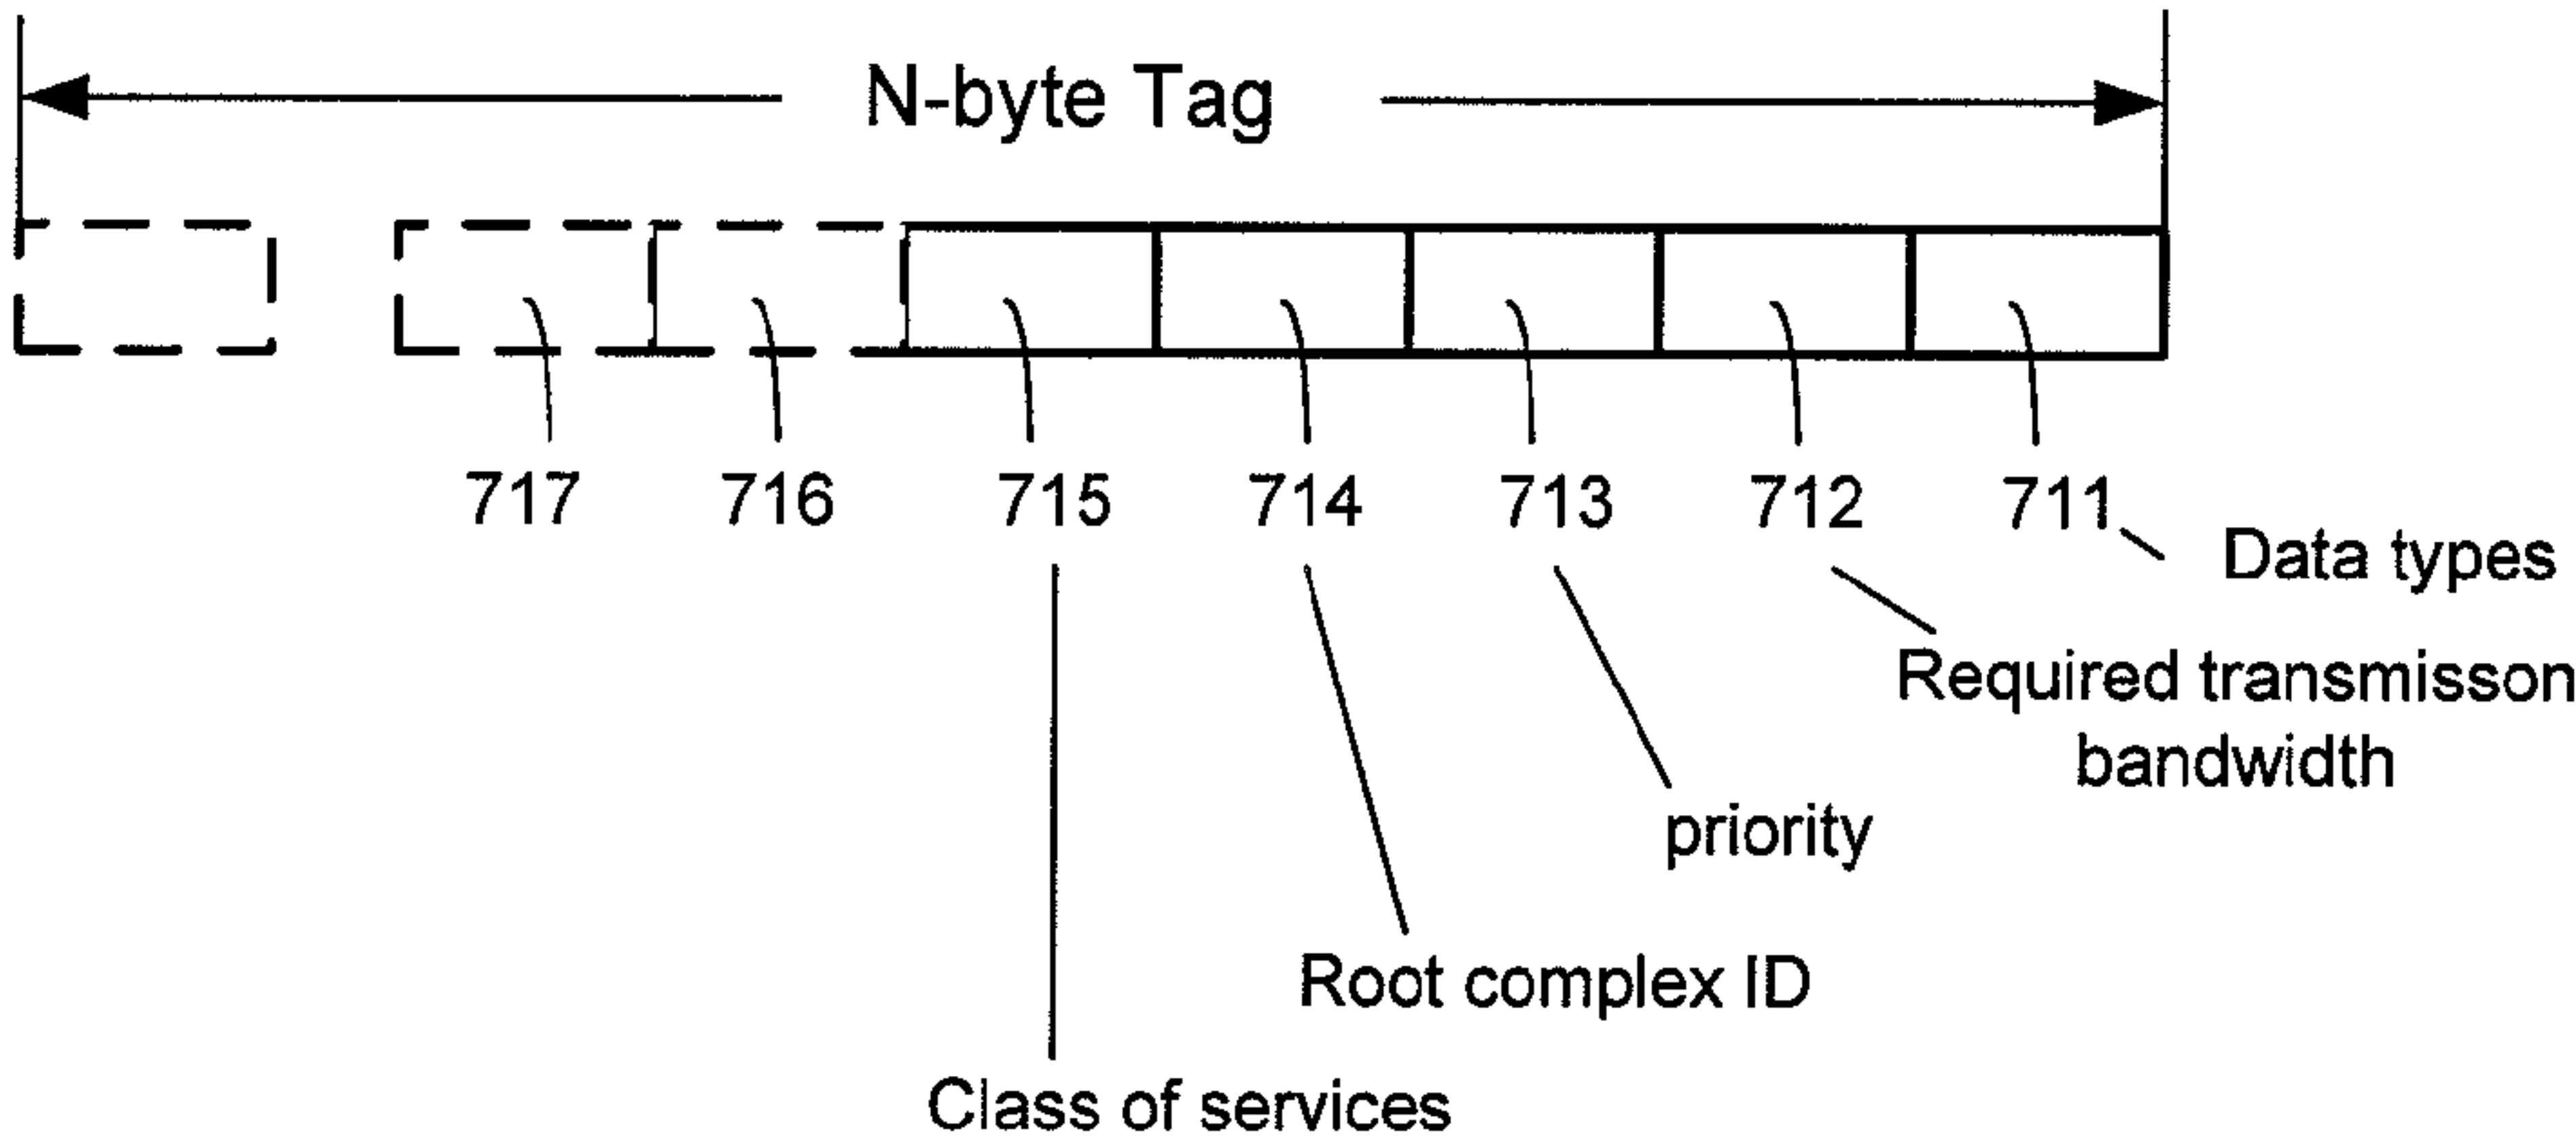 N-byte Tag
717 716 715 714 713 712 711
Data types
Required transmisson
bandwidth
priority
Root complex ID
Class of services